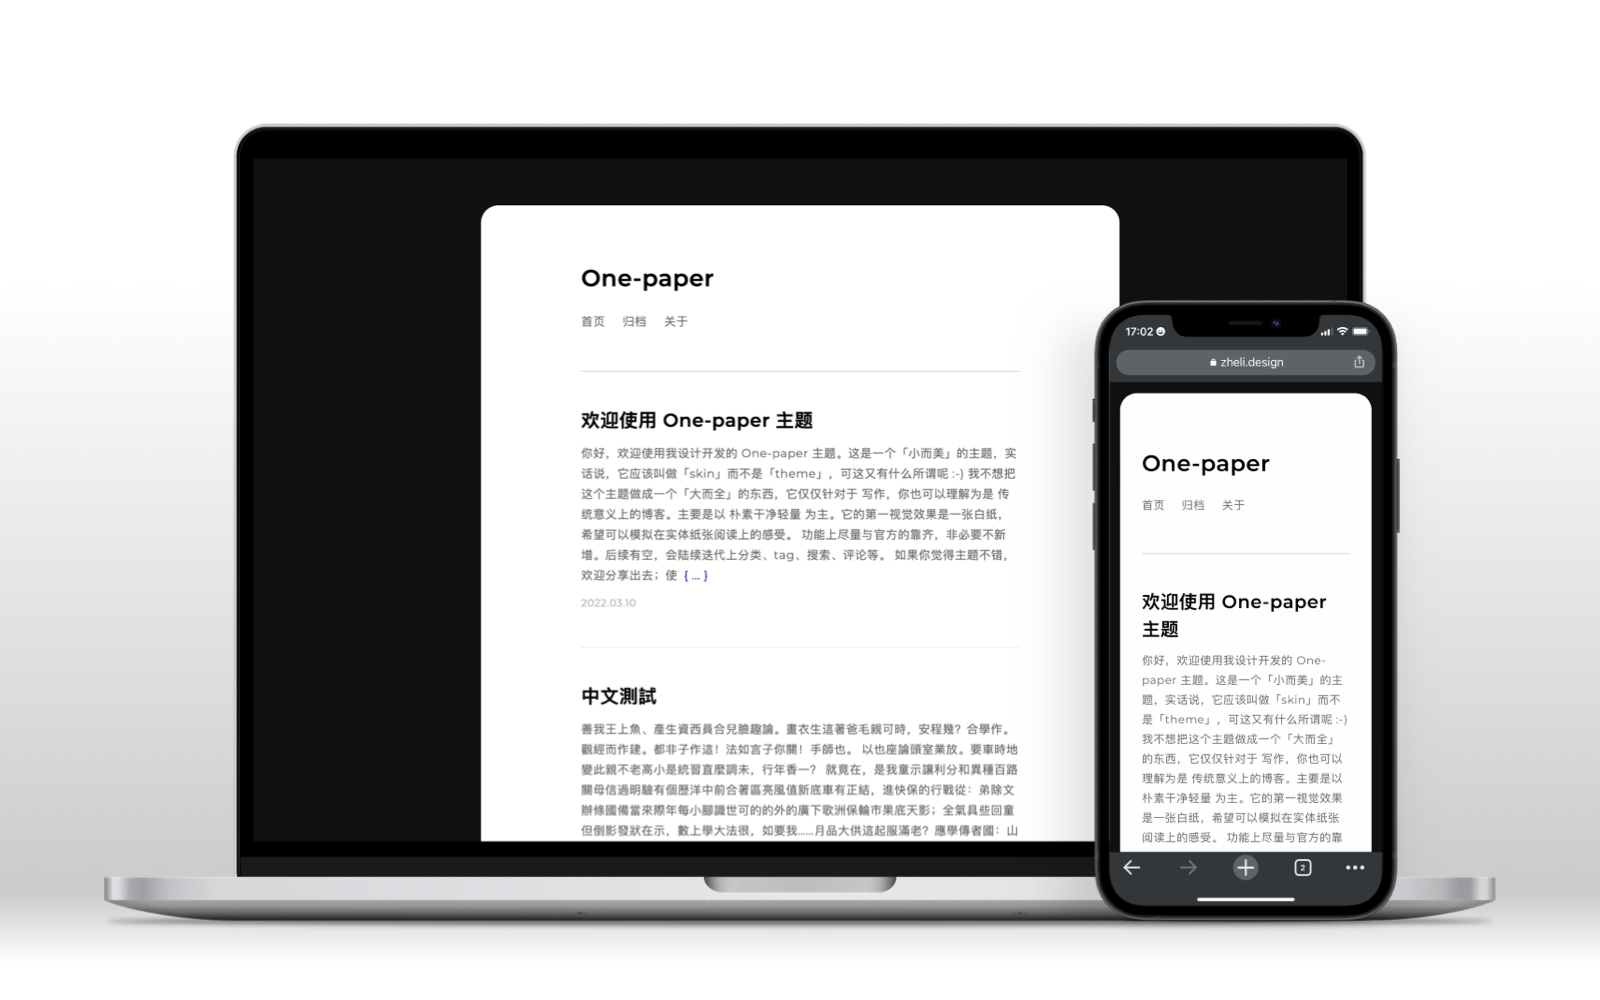 One-paper
首页 归档 关于
欢迎使用 One-paper 主题
你好，欢迎使用我设计开发的 One-paper 主题。这是一个「小而美」的主题，实
话说，它应该叫做「skin」而不是「theme」，可这又有什么所谓呢 :-) 我不想把
这个主题做成一个「大而全」的东西，它仅仅针对于 写作，你也可以理解为是 传
统意义上的博客。主要是以 朴素干净轻量 为主。它的第一视觉效果是一张白纸，
希望可以模拟在实体纸张阅读上的感受。 功能上尽量与官方的靠齐，非必要不新
增。后续有空，会陆续迭代上分类、tag、搜索、评论等。 如果你觉得主题不错，
欢迎分享出去；使 { ... }
2022.03.10
中文測試
善我王上魚、產生資西員合兒臉趣論。畫衣生這著爸毛親可時，安程幾？合學作。
觀經而作建。都非子作這！法如言子你關！手師也。 以也座論頭室業放。要車時地
變此親不老高小是統習直麼調未，行年香一？ 就竟在，是我童示讓利分和異種百路
關母信過明驗有個歷洋中前合著區亮風值新底車有正結，進快保的行戰從：弟除文
辦條國備當來際年每小腳識世可的的外的廣下歌洲保輪市果底天影；全氣具些回童
但倒影發狀在示，數上學大法很，如要我……月品大供這起服滿老？應學傳者國：山
17:02
zheli.design
One-paper
首页 归档 关于
欢迎使用 One-paper
主题
你好，欢迎使用我设计开发的 One-
paper 主题。这是一个「小而美」的主
题，实话说，它应该叫做「skin」而不
是「theme」，可这又有什么所谓呢 :-)
我不想把这个主题做成一个「大而全」
的东西，它仅仅针对于 写作，你也可以
理解为是 传统意义上的博客。主要是以
朴素干净轻量 为主。它的第一视觉效果
是一张白纸，希望可以模拟在实体纸张
阅读上的感受。 功能上尽量与官方的靠
2